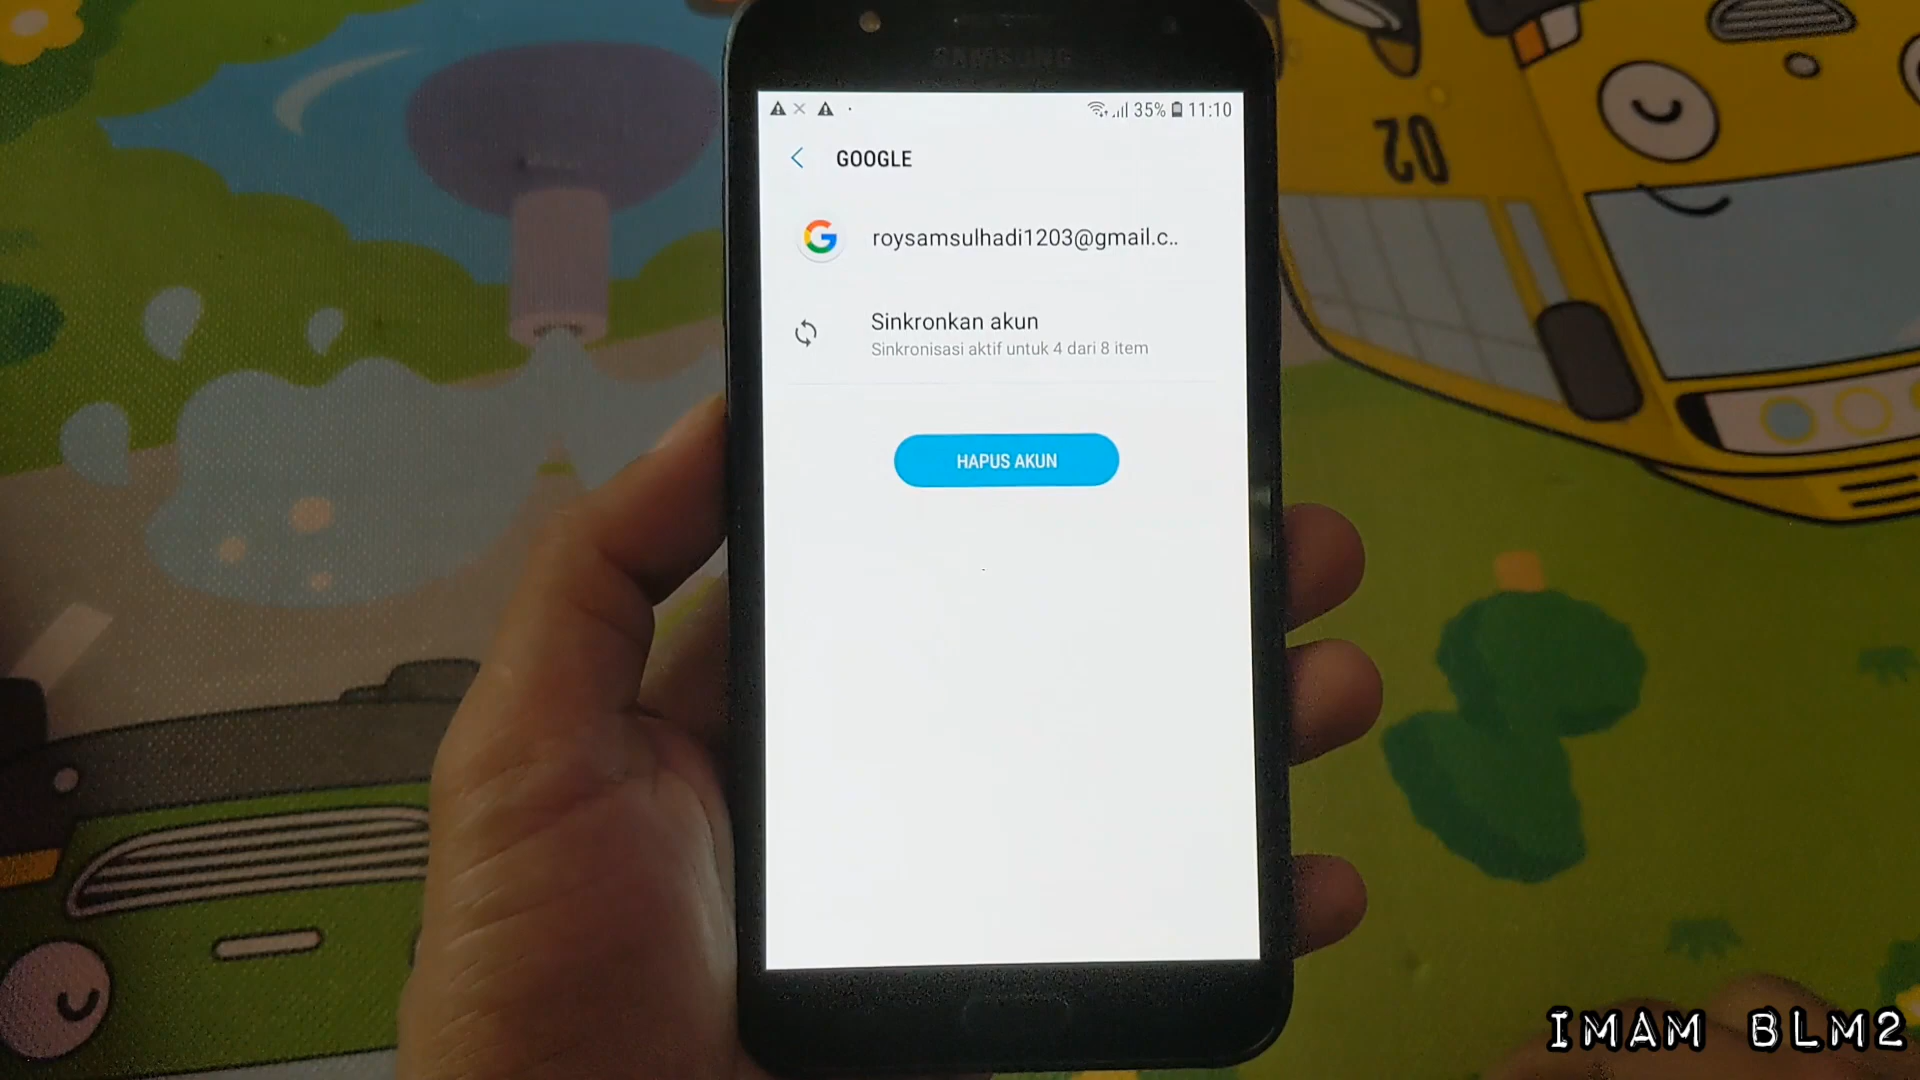 SAMSUNG
35% 11:10
GOOGLE
roysamsulhadi1203@gmail.c..
Sinkronkan akun
Sinkronisasi aktif untuk 4 dari 8 item
HAPUS AKUN
02
IMAM BLM2